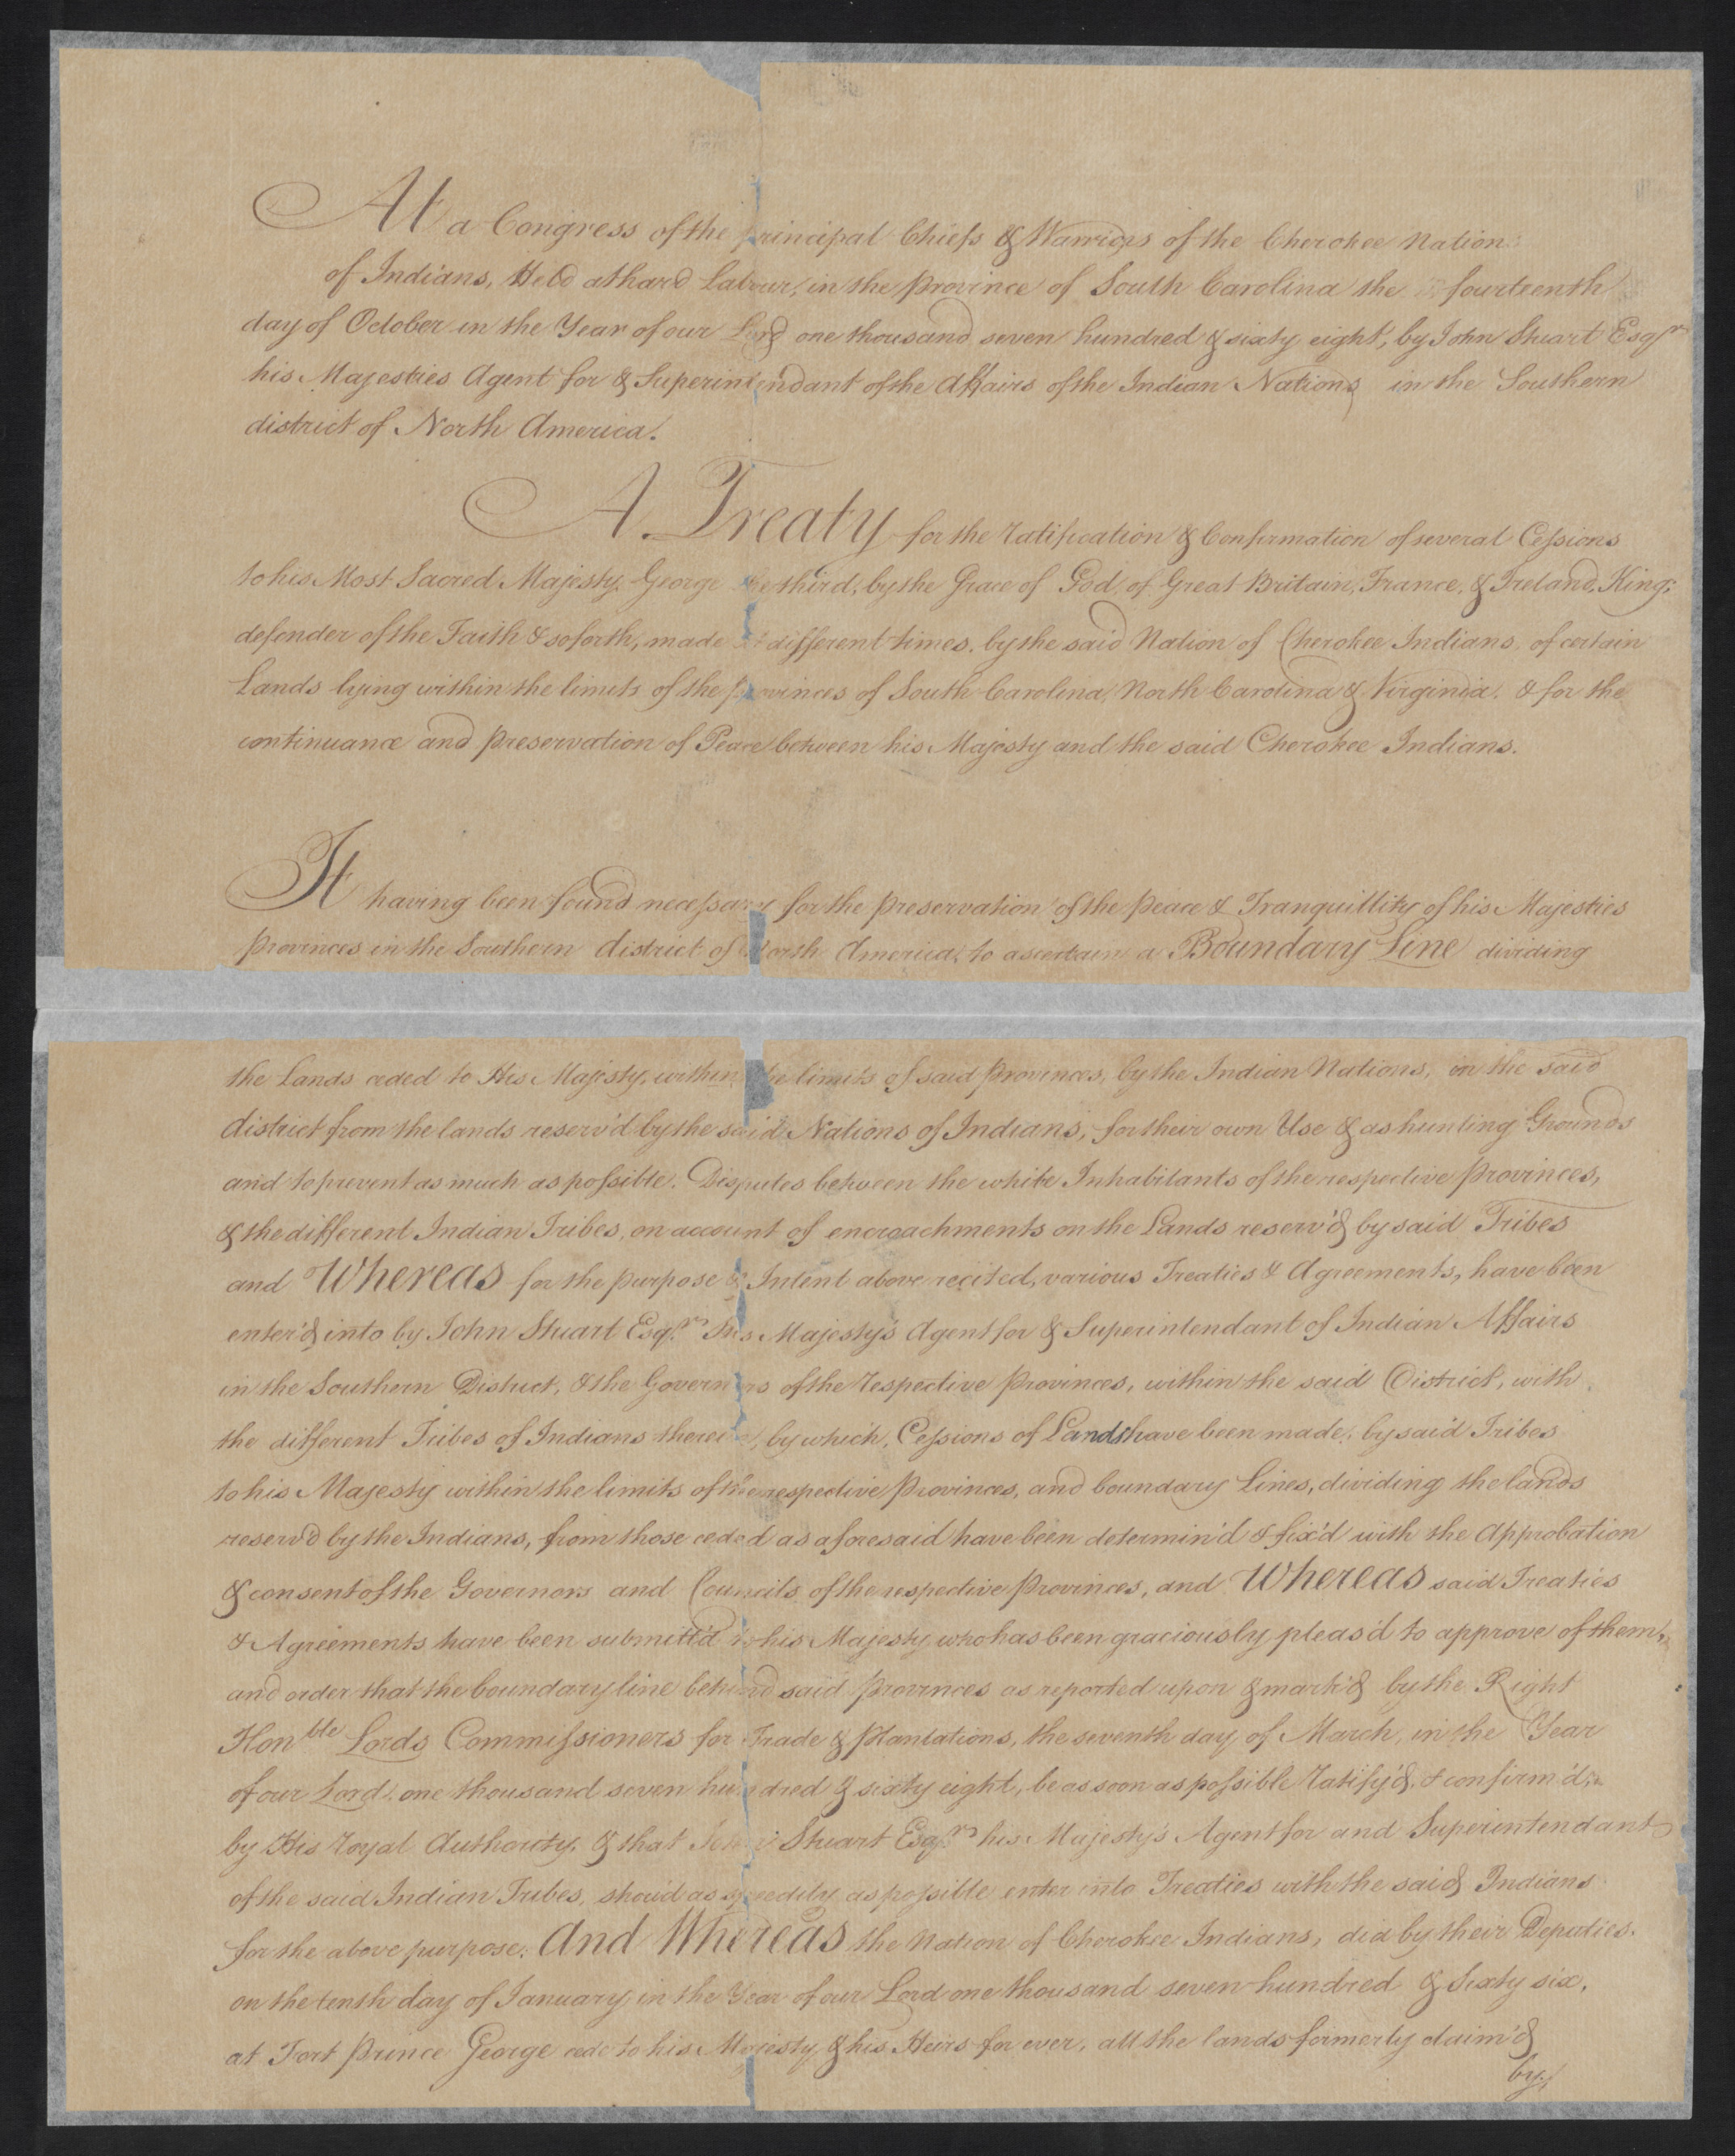 At a Congress of the principal Chiefs & Warriors of the Cherokee Nation
of Indians, Held at hard Labour, in the province of South Carolina the fourteenth
day of October in the Year of our Lord one thousand seven hundred & sixty eight, by John Stuart Esqr
his Majesties Agent for & Superintendant of the Affairs of the Indian Nations in the Southern
district of North America.
A Treaty for the ratification & Confirmation of several Cessions
to his Most Sacred Majesty George the third, by the Grace of God, of Great Britain, France, & Ireland, King,
defender of the Faith & soforth, made at different times, by the said Nation of Cherokee Indians, of certain
Lands lying within the limits of the provinces of South Carolina, North Carolina & Virginia. & for the
continuance and preservation of Peace between his Majesty and the said Cherokee Indians.
It having been found necessary for the preservation of the peace & Tranquillity of his Majesties
provinces in the Southern district of North America, to ascertain a Boundary Line dividing
the Lands ceded to His Majesty, within the limits of said provinces, by the Indian Nations, in the said
district from the lands reserv'd by the said Nations of Indians, for their own Use & as hunting Grounds
and to prevent as much as possible. Disputes between the white Inhabitants of the respective provinces,
& the different Indian Tribes, on account of encroachments on the Lands reserv'd by said Tribes
and Whereas for the purpose & Intent above recited, various Treaties & Agreements, have been
enter'd into by John Stuart Esqr his Majesty's Agent for & Superintendant of Indian Affairs
in the Southern District, & the Governors of the respective provinces, within the said District, with
the different Tribes of Indians therein, by which, Cessions of Lands have been made, by said Tribes
to his Majesty within the limits of the respective provinces, and boundary Lines, dividing the lands
reserv'd by the Indians, from those ceded as aforesaid have been determin'd & fix'd with the Approbation
& consent of the Governors and Councils of the respective provinces, and Whereas said Treaties
& Agreements have been submitted to his Majesty who has been graciously pleas'd to approve of them,
and order that the boundary line behind said provinces as reported upon & mark'd by the Right
Honble Lords Commissioners for Trade & plantations, the seventh day of March, in the Year
of our Lord one thousand seven hundred & sixty eight, be as soon as possible ratify'd, & confirm'd,
by His royal Authority, & that John Stuart Esqr his Majesty's Agent for and Superintendant
of the said Indian Tribes, shou'd as speedily as possible enter into Treaties with the said Indians
for the above purpose. And Whereas the Nation of Cherokee Indians, did by their Deputies.
on the tenth day of January in the Year of our Lord one thousand seven hundred & Sixty six,
at Fort prince George cede to his Majesty & his Heirs for ever, all the lands formerly claim'd
by